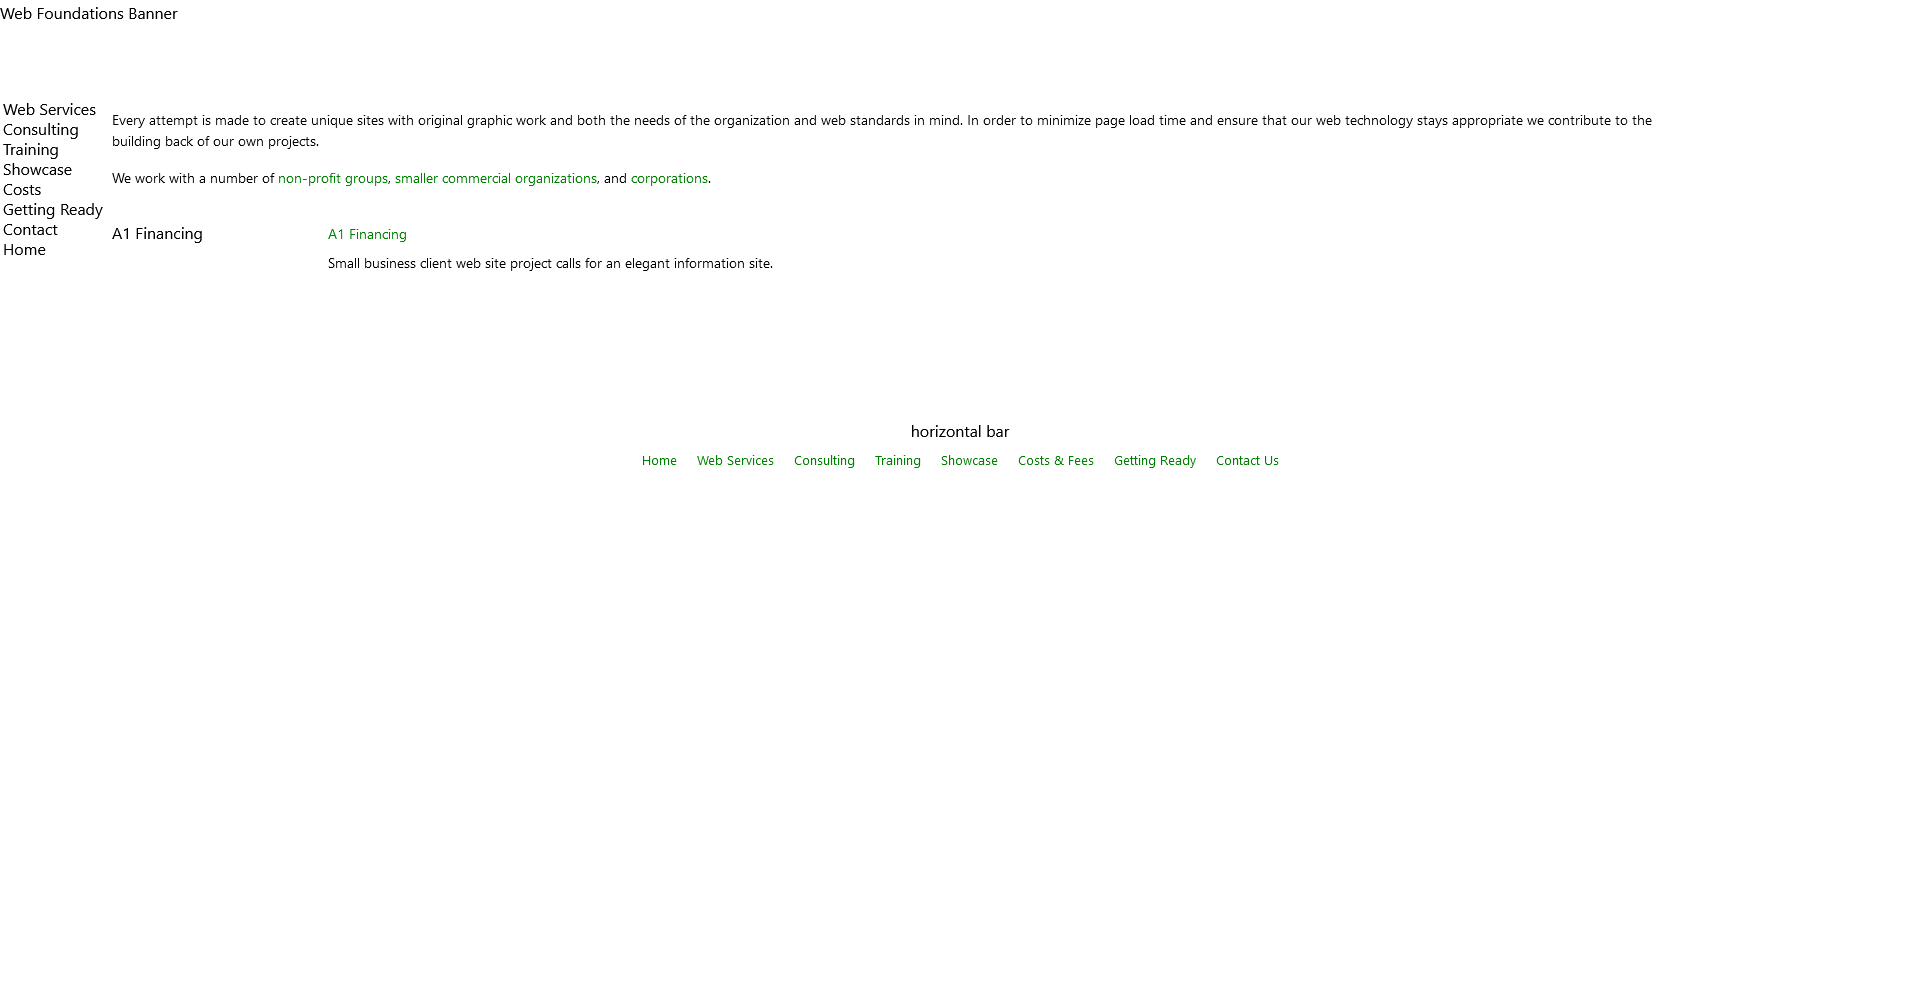 Web Foundations Banner
Web Services
Consulting
Training
Showcase
Costs
Getting Ready
Contact
Home
Every attempt is made to create unique sites with original graphic work and both the needs of the organization and web standards in mind. In order to minimize page load time and ensure that our web technology stays appropriate we contribute to the
building back of our own projects.
We work with a number of non-profit groups, smaller commercial organizations, and corporations.
A1 Financing
A1 Financing
Small business client web site project calls for an elegant information site.
horizontal bar
Home Web Services Consulting Training Showcase Costs & Fees Getting Ready Contact Us